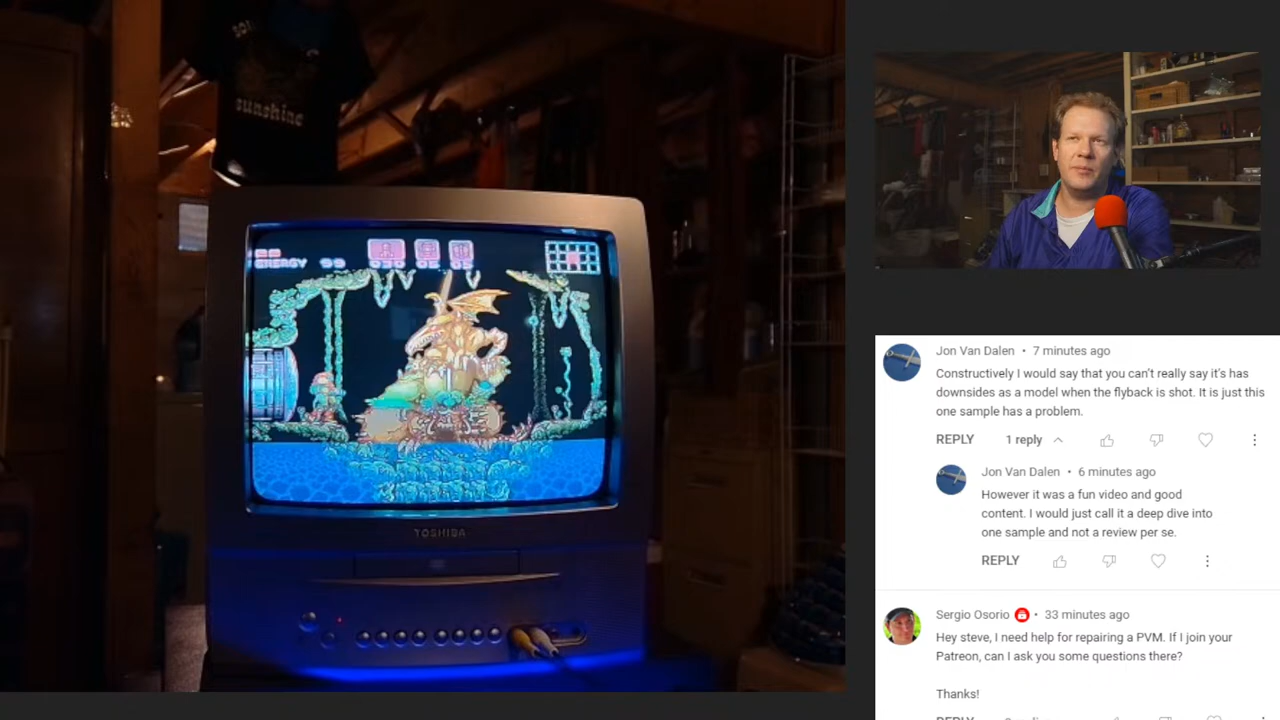 sunshine
ENERGY 99
TOSHIBA
Jon Van Dalen • 7 minutes ago
Constructively I would say that you can't really say it's has
downsides as a model when the flyback is shot. It is just this
one sample has a problem.
REPLY 1 reply
Jon Van Dalen • 6 minutes ago
However it was a fun video and good
content. I would just call it a deep dive into
one sample and not a review per se.
REPLY
Sergio Osorio • 33 minutes ago
Hey steve, I need help for repairing a PVM. If I join your
Patreon, can I ask you some questions there?
Thanks!
REPLY